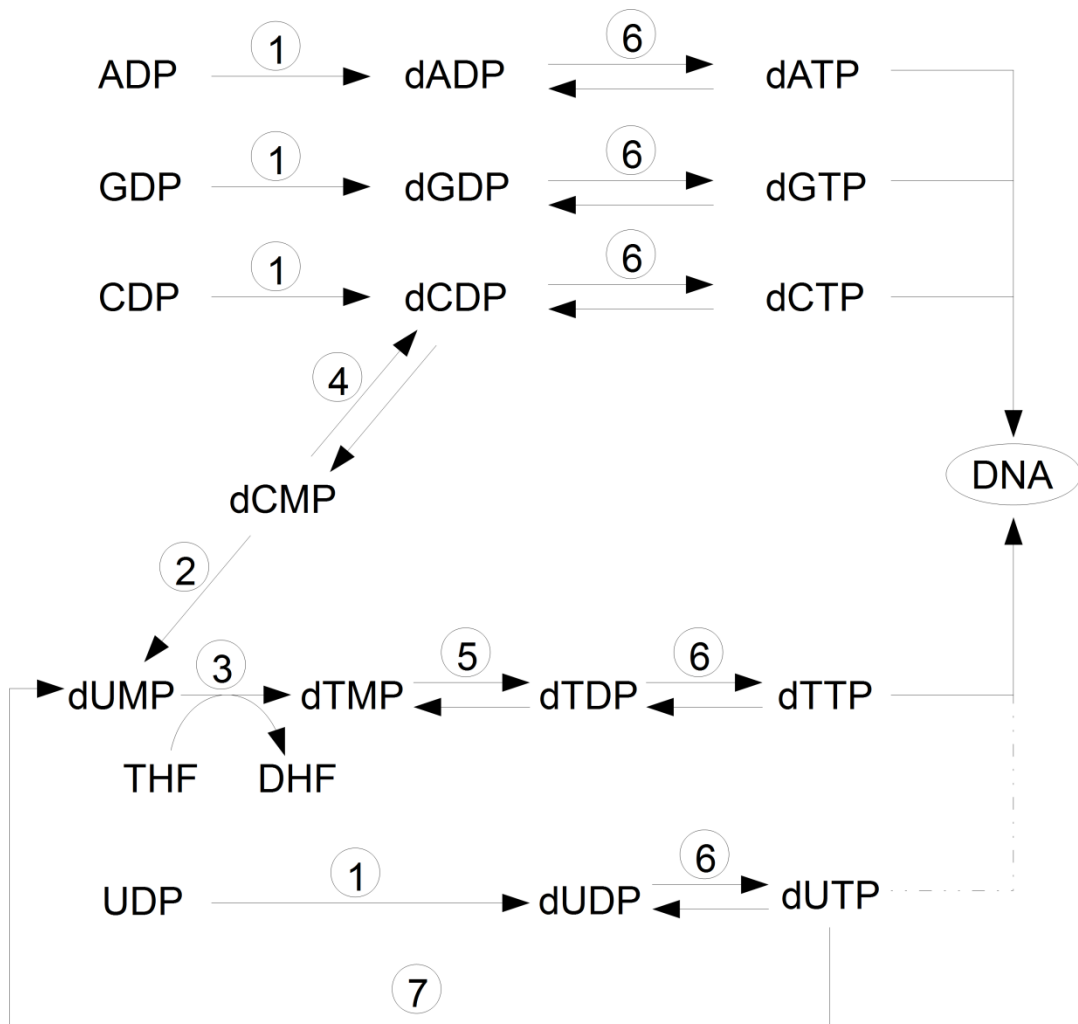 1 6
ADP dADP dATP
1 6
GDP dGDP dGTP
1 6
CDP dCDP dCTP
4
dCMP DNA
2
3 5 6
dUMP dTMP dTDP dTTP
THF DHF
1 6
UDP dUDP dUTP
7